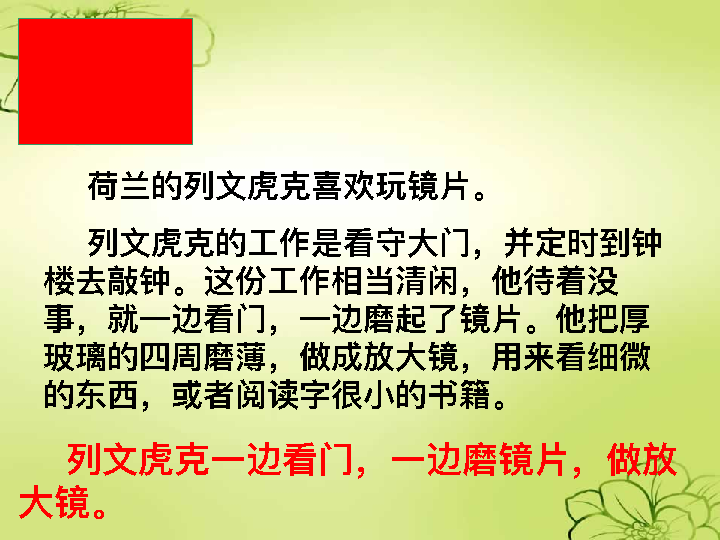 荷兰的列文虎克喜欢玩镜片。
列文虎克的工作是看守大门，并定时到钟
楼去敲钟。这份工作相当清闲，他待着没
事，就一边看门，一边磨起了镜片。他把厚
玻璃的四周磨薄，做成放大镜，用来看细微
的东西，或者阅读字很小的书籍。
列文虎克一边看门，一边磨镜片，做放
大镜。